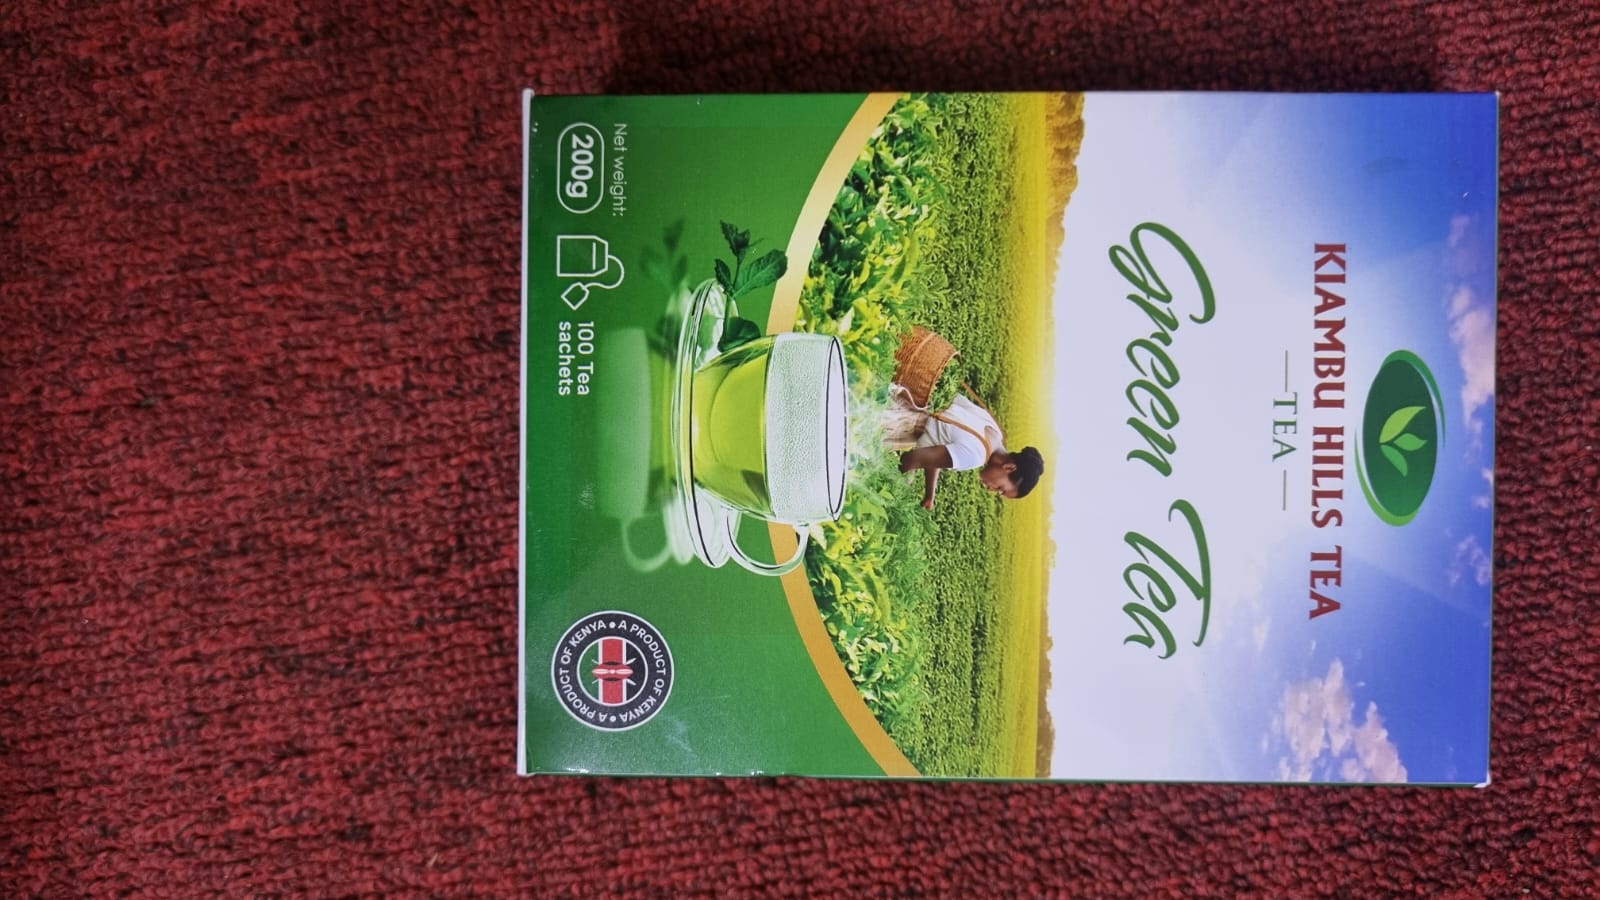 KIAMBU HILLS TEA
TEA
Green Tea
Net weight:
200g
100 Tea
sachets
A PRODUCT OF KENYA • A PRODUCT OF KENYA •